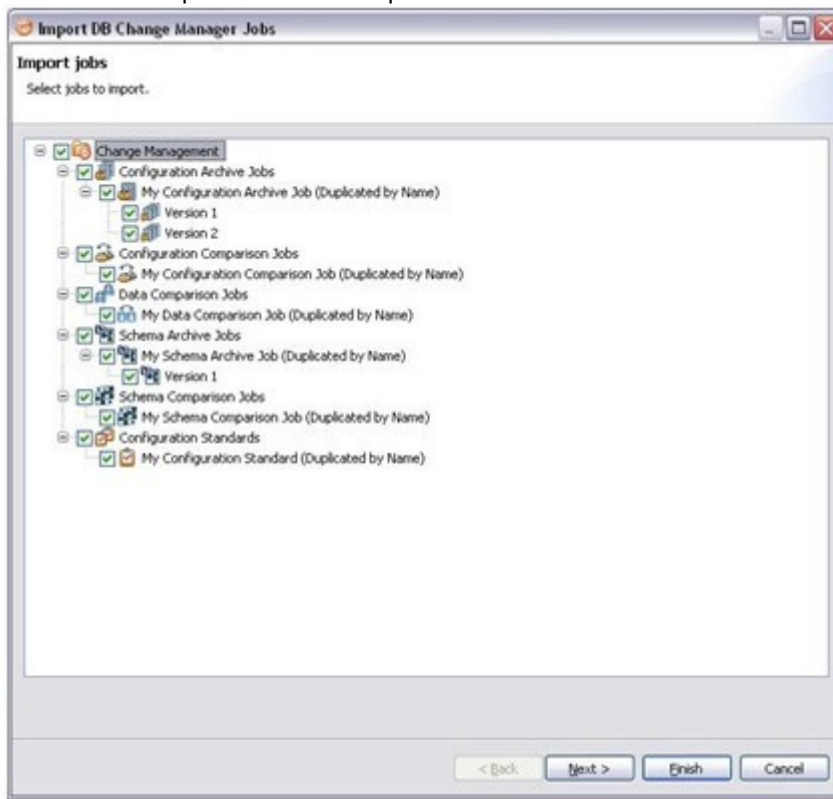 Import DB Change Manager Jobs
Import jobs
Select jobs to import.
Change Management
Configuration Archive Jobs
My Configuration Archive Job (Duplicated by Name)
Version 1
Version 2
Configuration Comparison Jobs
My Configuration Comparison Job (Duplicated by Name)
Data Comparison Jobs
My Data Comparison Job (Duplicated by Name)
Schema Archive Jobs
My Schema Archive Job (Duplicated by Name)
Version 1
Schema Comparison Jobs
My Schema Comparison Job (Duplicated by Name)
Configuration Standards
My Configuration Standard (Duplicated by Name)
< Back Next > Finish Cancel